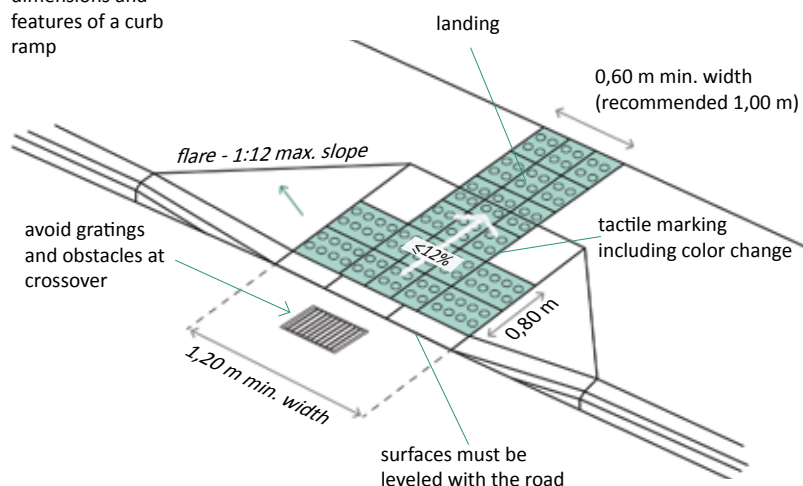 dimensions and
features of a curb
ramp
landing
0,60 m min. width
(recommended 1,00 m)
flare - 1:12 max. slope
avoid gratings
and obstacles at
crossover
≤12%
tactile marking
including color change
0,80 m
1,20 m min. width
surfaces must be
leveled with the road